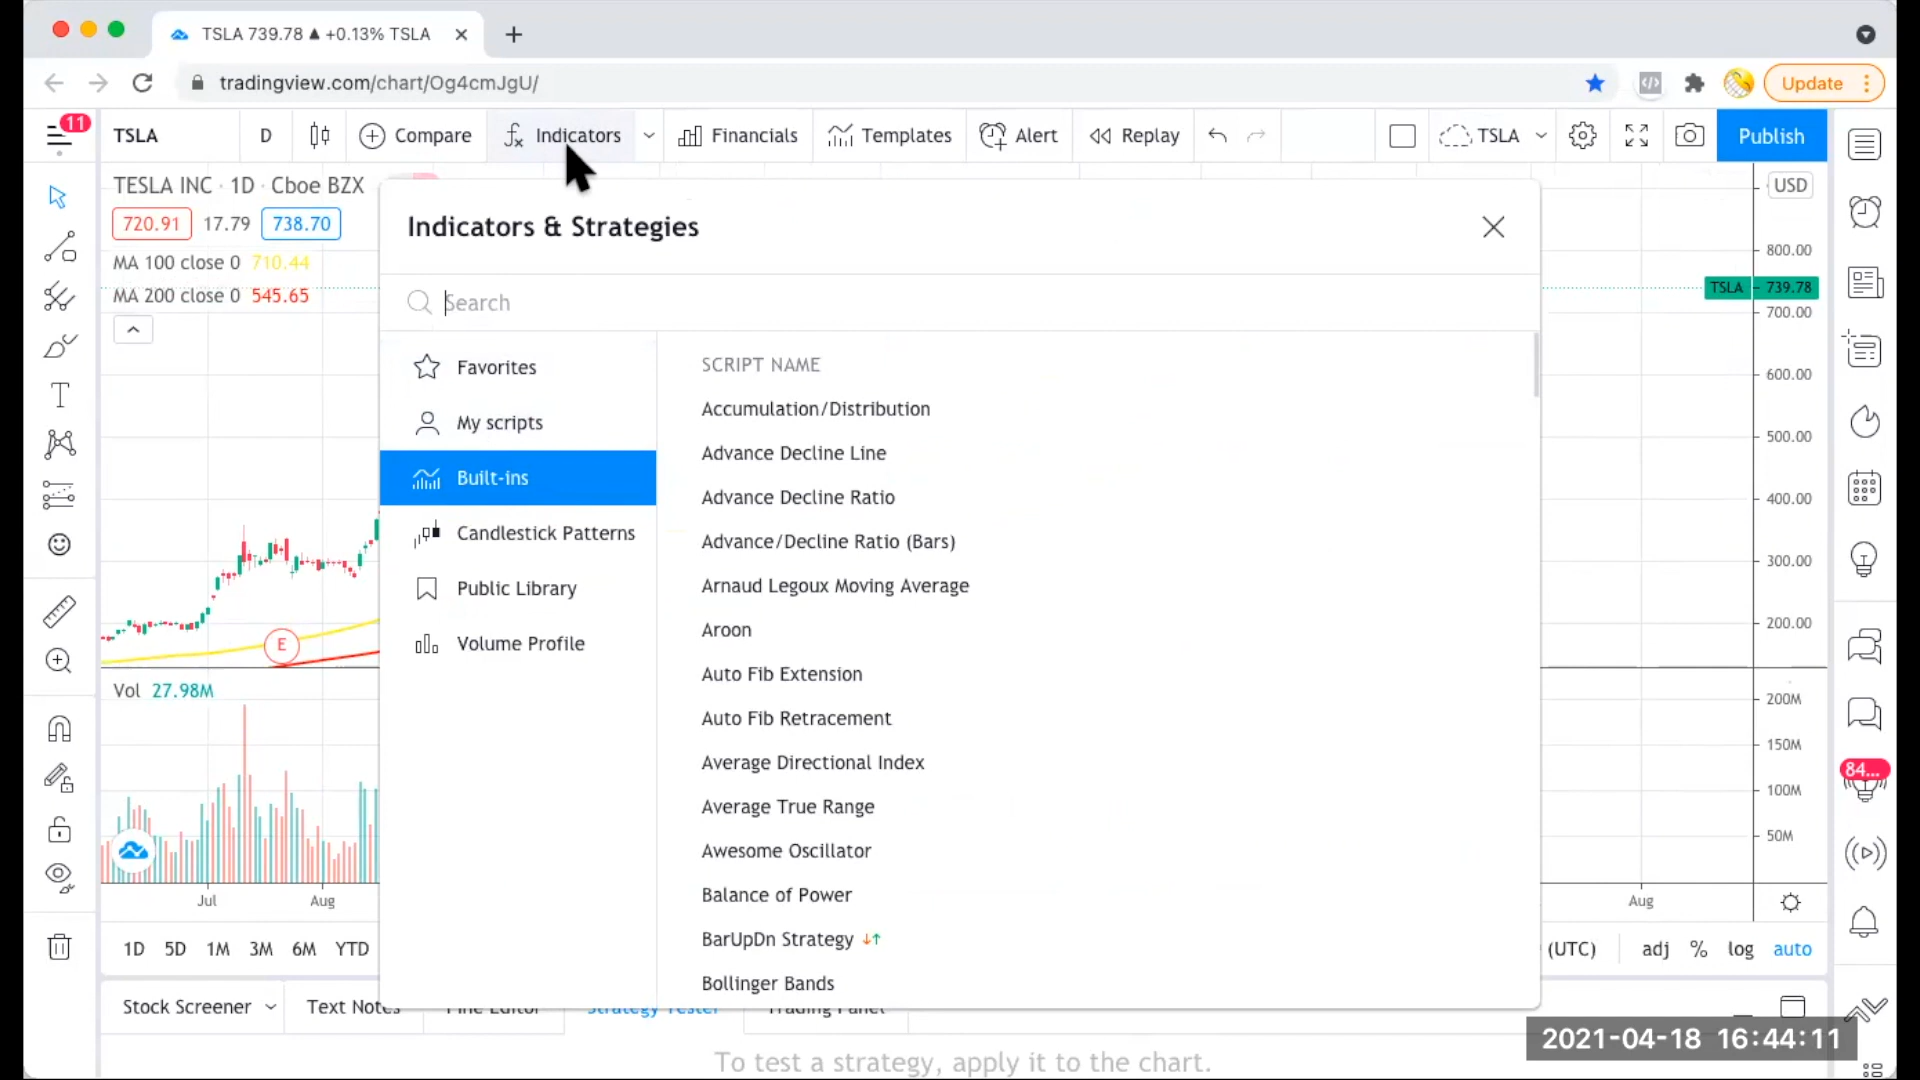 TSLA 739.78 ▲ +0.13% TSLA
tradingview.com/chart/Og4cmJgU/
Update
11
TSLA
D
Compare
Indicators
Financials
Templates
Alert
Replay
TSLA
Publish
TESLA INC · 1D · Cboe BZX
720.91 17.79 738.70
MA 100 close 0 710.44
MA 200 close 0 545.65
Indicators & Strategies
Search
Favorites
My scripts
Built-ins
Candlestick Patterns
Public Library
Volume Profile
SCRIPT NAME
Accumulation/Distribution
Advance Decline Line
Advance Decline Ratio
Advance/Decline Ratio (Bars)
Arnaud Legoux Moving Average
Aroon
Auto Fib Extension
Auto Fib Retracement
Average Directional Index
Average True Range
Awesome Oscillator
Balance of Power
BarUpDn Strategy
Bollinger Bands
USD
800.00
TSLA 739.78
700.00
600.00
500.00
400.00
300.00
200.00
E
Vol 27.98M
200M
150M
100M
50M
84...
Jul
Aug
Aug
1D 5D 1M 3M 6M YTD
(UTC) adj % log auto
Stock Screener
Text Notes
Pine Editor
Strategy Tester
Trading Panel
To test a strategy, apply it to the chart.
2021-04-18 16:44:11